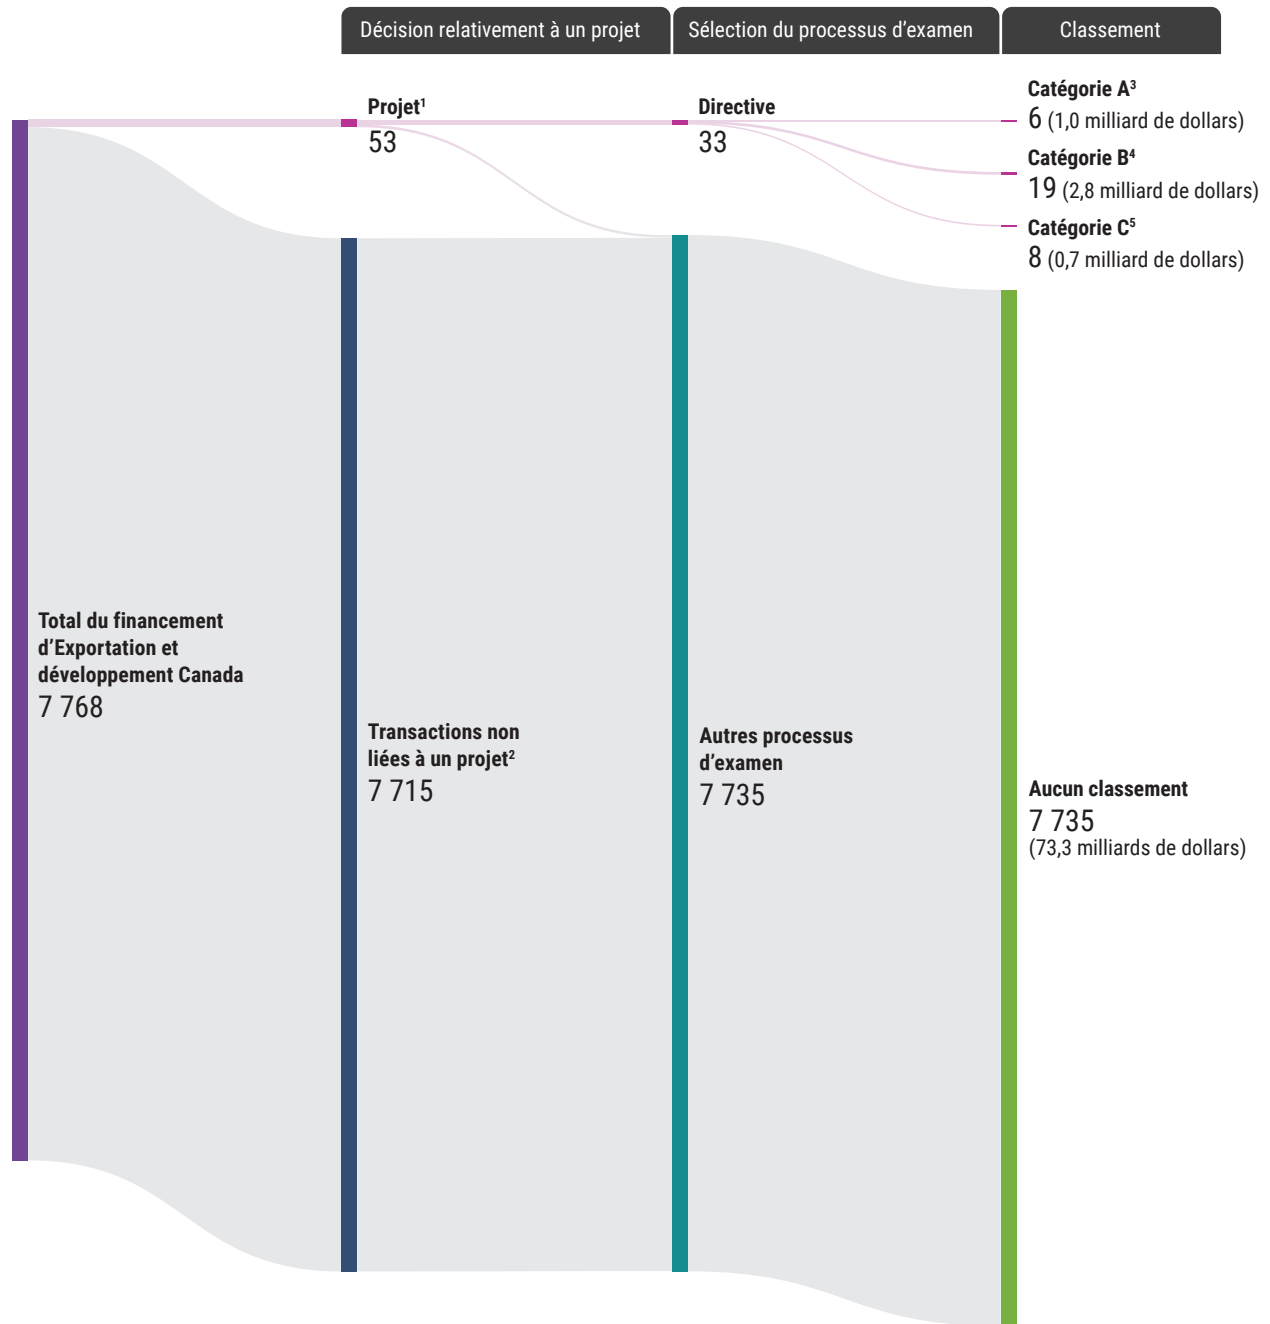 Décision relativement à un projet
Sélection du processus d'examen
Classement
Projet¹
53
Directive
33
Catégorie A³
6 (1,0 milliard de dollars)
Catégorie B⁴
19 (2,8 milliard de dollars)
Catégorie C⁵
8 (0,7 milliard de dollars)
Total du financement
d'Exportation et
développement Canada
7 768
Transactions non
liées à un projet²
7 715
Autres processus
d'examen
7 735
Aucun classement
7 735
(73,3 milliards de dollars)